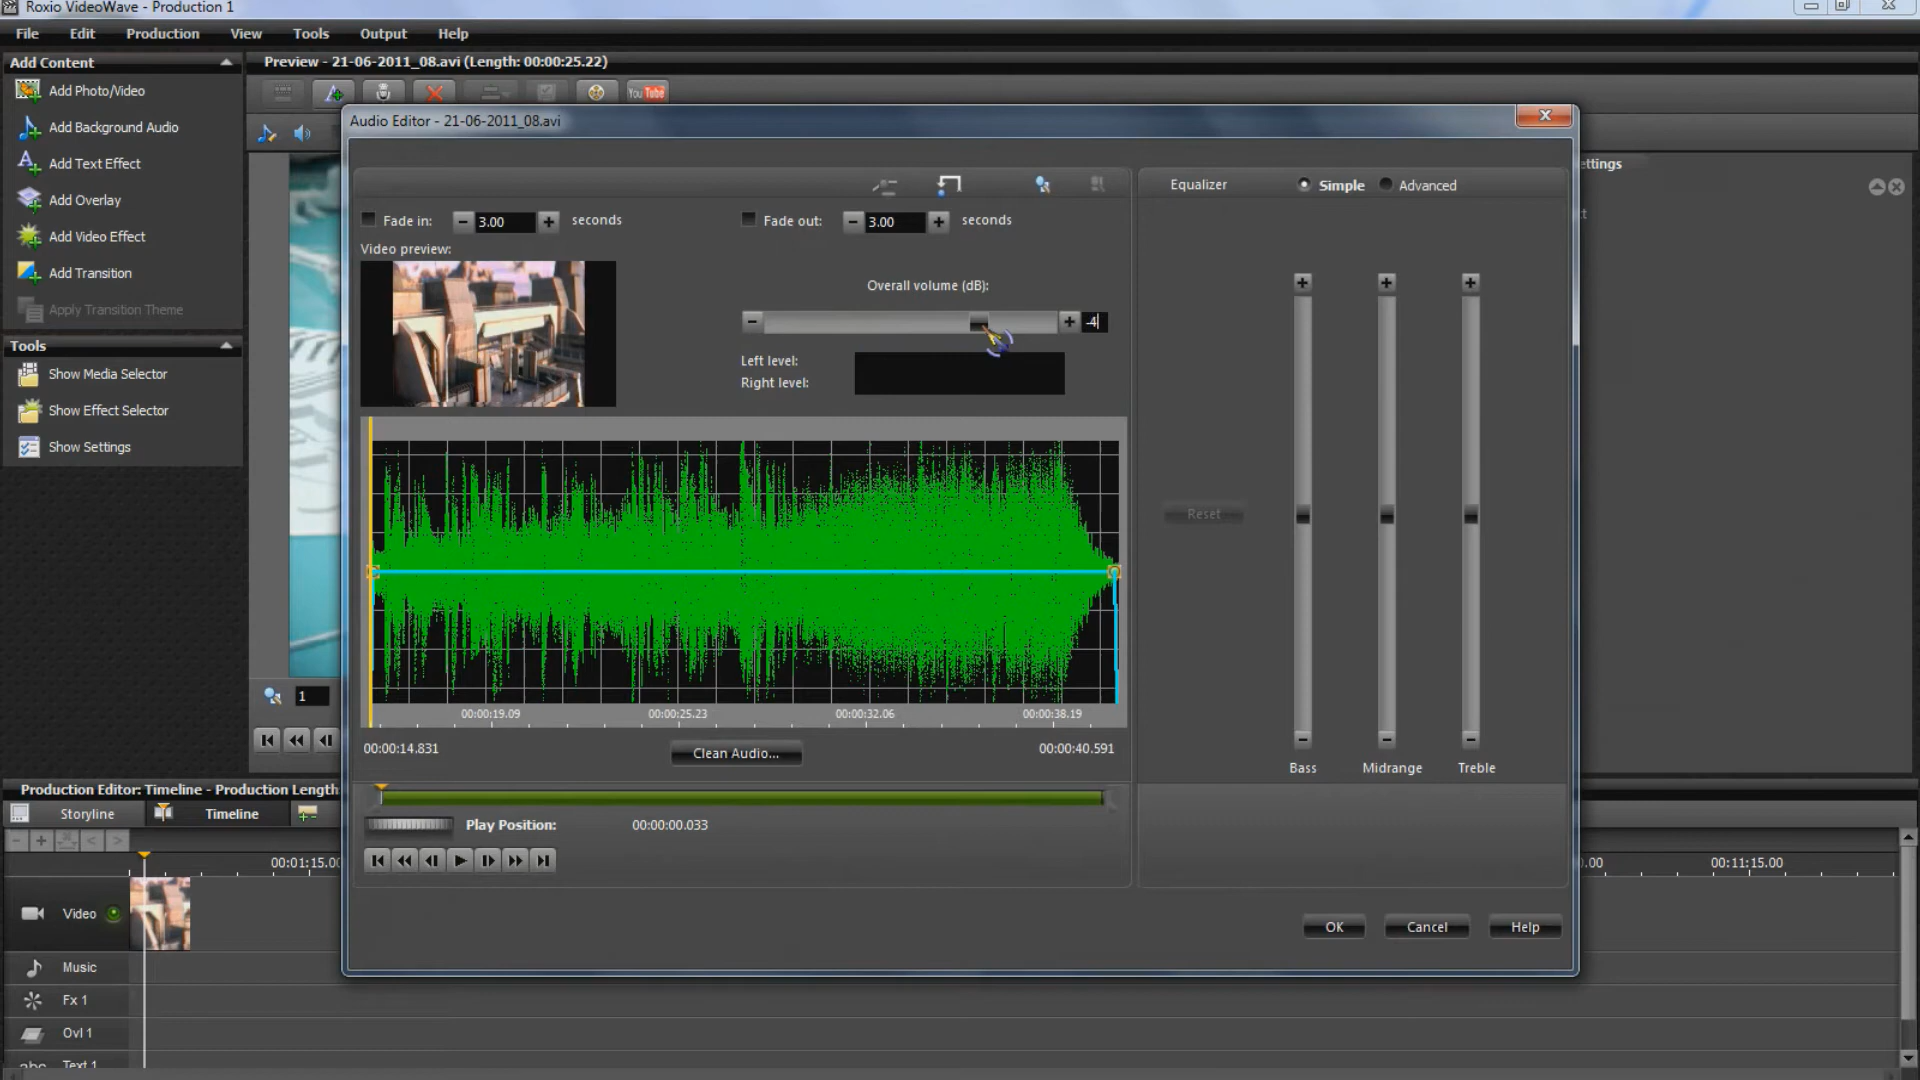 Roxio VideoWave - Production 1
File Edit Production View Tools Output Help
Add Content
Add Photo/Video
Add Background Audio
Add Text Effect
Add Overlay
Add Video Effect
Add Transition
Apply Transition Theme
Tools
Show Media Selector
Show Effect Selector
Show Settings
Preview - 21-06-2011_08.avi (Length: 00:00:25.22)
You Tube
ettings
Audio Editor - 21-06-2011_08.avi
Fade in: 3.00 seconds
Fade out: 3.00 seconds
Video preview:
Overall volume (dB):
-4
Left level:
Right level:
00:00:19.09 00:00:25.23 00:00:32.06 00:00:38.19
00:00:14.831 Clean Audio... 00:00:40.591
Play Position: 00:00:00.033
Equalizer Simple Advanced
Reset
Bass Midrange Treble
OK Cancel Help
1
Production Editor: Timeline - Production Length
Storyline Timeline
00:01:15.00 .00 00:11:15.00
Video
Music
Fx 1
Ovl 1
abc Text 1